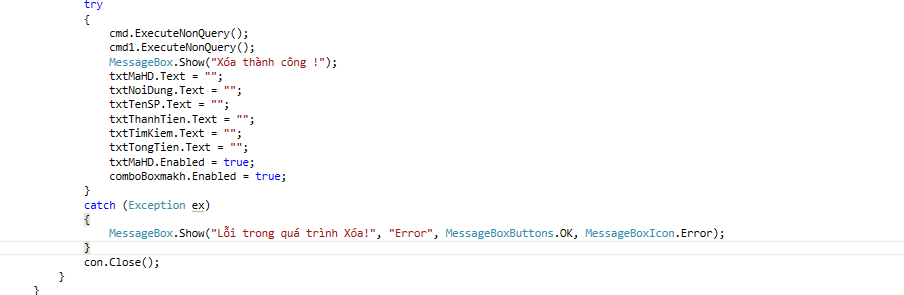 try
{
cmd.ExecuteNonQuery();
cmd1.ExecuteNonQuery();
MessageBox.Show("Xóa thành công !");
txtMaHD.Text = "";
txtNoiDung.Text = "";
txtTenSP.Text = "";
txtThanhTien.Text = "";
txtTimKiem.Text = "";
txtTongTien.Text = "";
txtMaHD.Enabled = true;
comboBoxmakh.Enabled = true;
}
catch (Exception ex)
{
MessageBox.Show("Lỗi trong quá trình Xóa!", "Error", MessageBoxButtons.OK, MessageBoxIcon.Error);
}
con.Close();
}
}